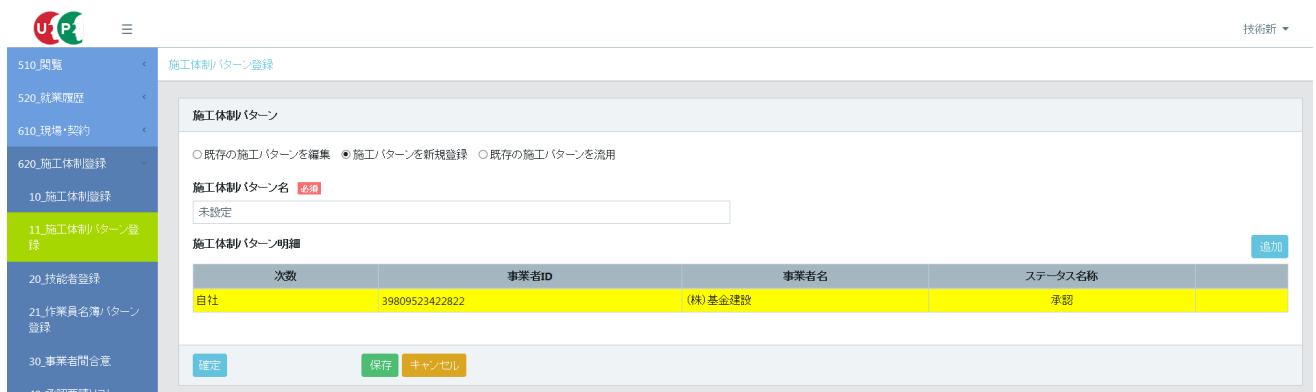 UP
技術新
510_閲覧
施工体制パターン登録
520_就業履歴
610_現場・契約
620_施工体制登録
10_施工体制登録
11_施工体制パターン登
録
20_技能者登録
21_作業員名簿パターン
登録
30_事業者間合意
施工体制パターン
既存の施工パターンを編集 施工パターンを新規登録 既存の施工パターンを流用
施工体制パターン名 必須
未設定
施工体制パターン明細 追加
次数 事業者ID 事業者名 ステータス名称
自社 39809523422822 (株)基金建設 承認
確定 保存 キャンセル